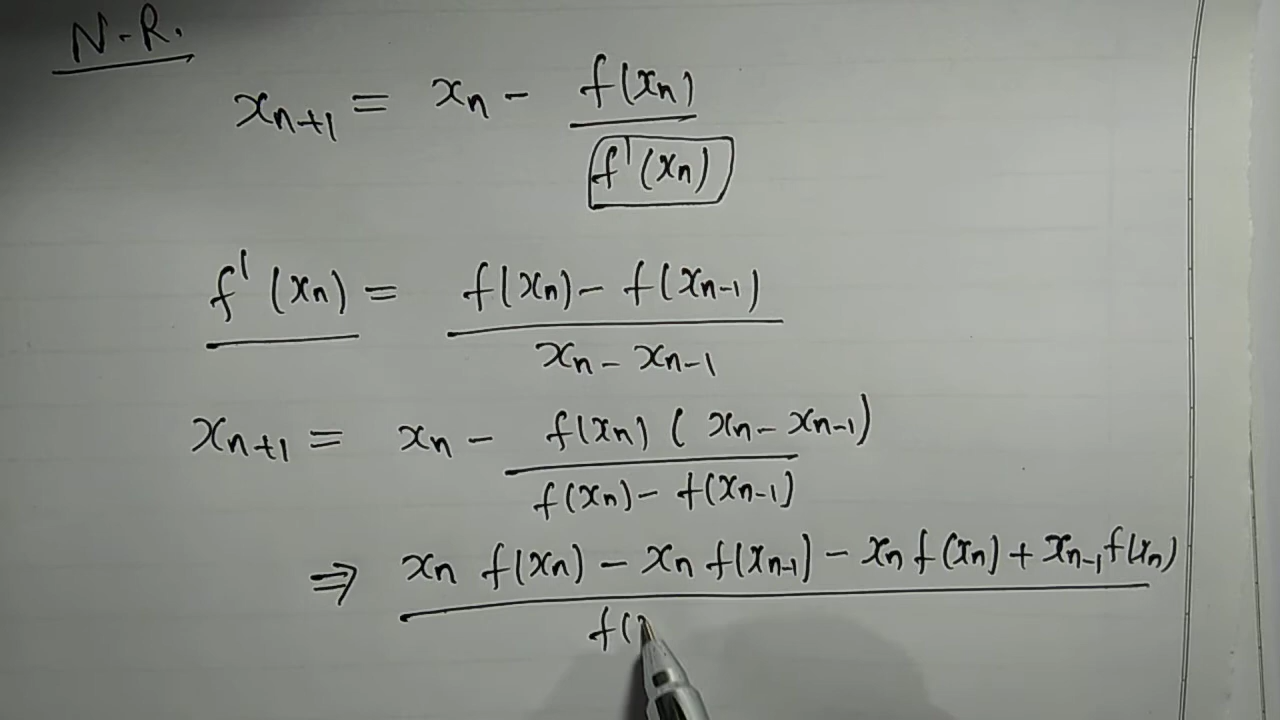 N-R.
xn+1 = xn - f(xn) / f'(xn)
f'(xn) = f(xn) - f(xn-1) / xn - xn-1
xn+1 = xn - f(xn) (xn - xn-1) / f(xn) - f(xn-1)
⇒ xn f(xn) - xn f(xn-1) - xn f(xn) + xn-1 f(xn) / f(